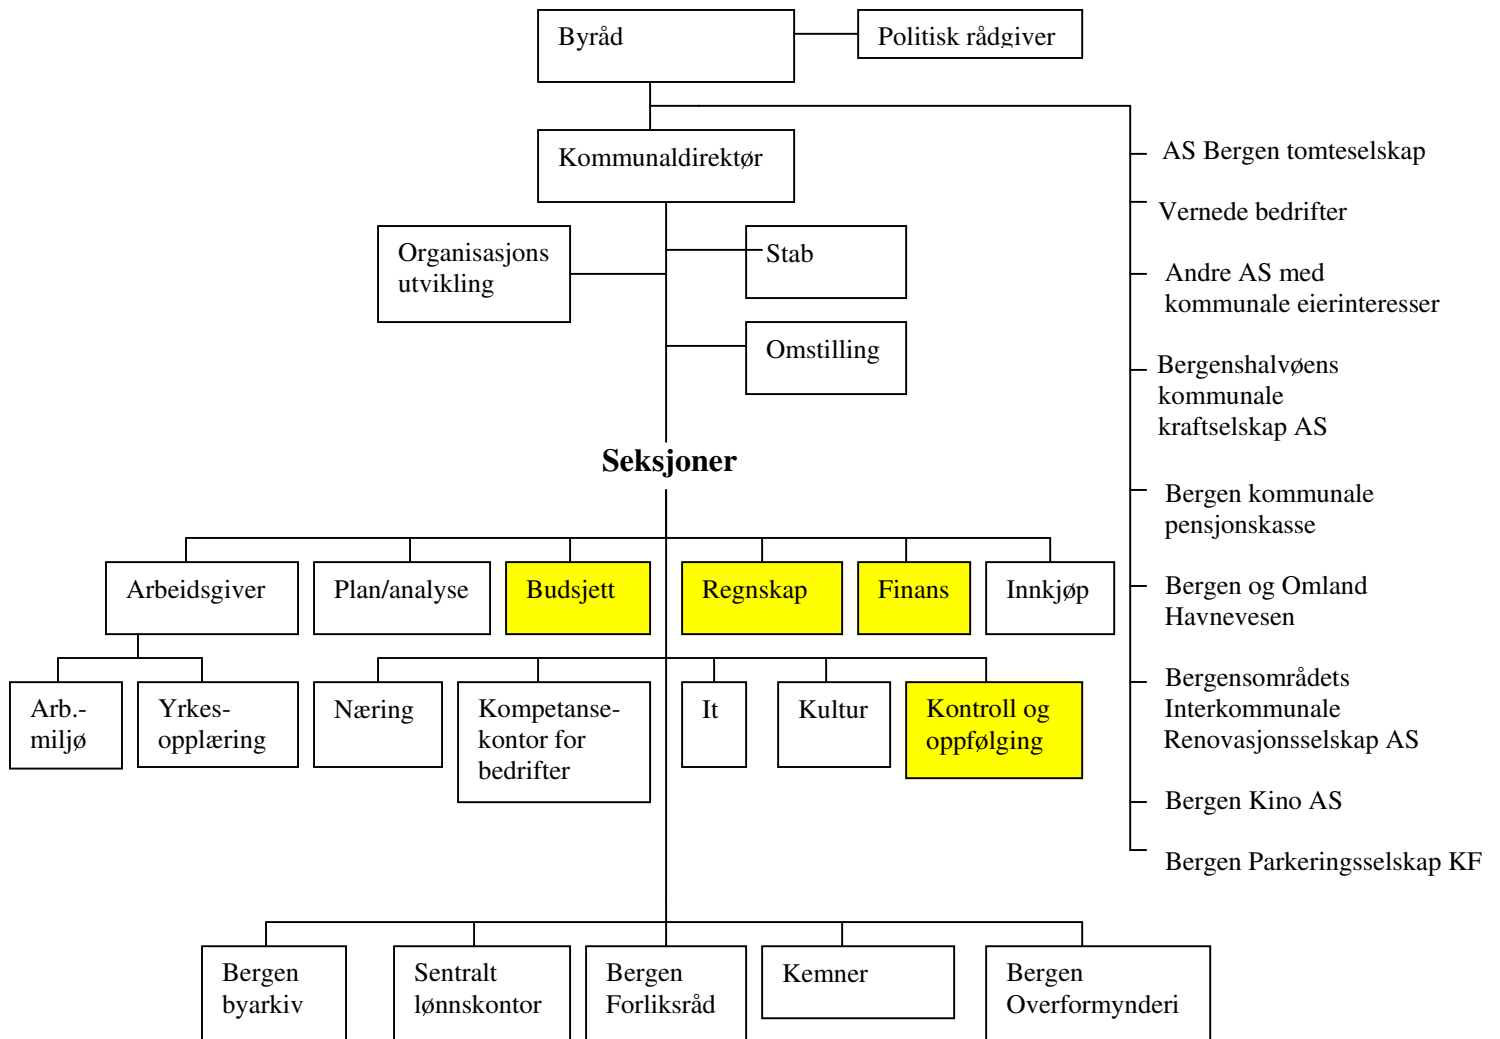 Byråd
Politisk rådgiver
Kommunaldirektør
AS Bergen tomteselskap
Vernede bedrifter
Organisasjons
utvikling
Stab
Andre AS med
kommunale eierinteresser
Omstilling
Bergenshalvøens
kommunale
kraftselskap AS
Seksjoner
Bergen kommunale
pensjonskasse
Arbeidsgiver
Plan/analyse
Budsjett
Regnskap
Finans
Innkjøp
Bergen og Omland
Havnevesen
Arb.-
miljø
Yrkes-
opplæring
Næring
Kompetanse-
kontor for
bedrifter
It
Kultur
Kontroll og
oppfølging
Bergensområdets
Interkommunale
Renovasjonsselskap AS
Bergen Kino AS
Bergen Parkeringsselskap KF
Bergen
byarkiv
Sentralt
lønnskontor
Bergen
Forliksråd
Kemner
Bergen
Overformynderi